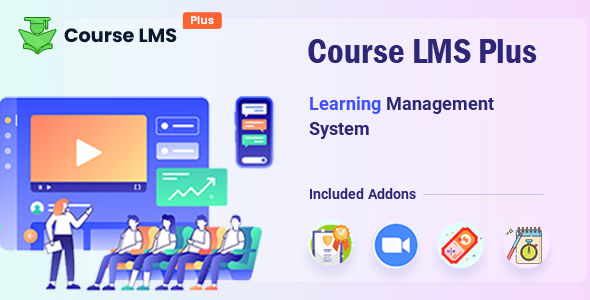 Course LMS
Plus
Course LMS Plus
Learning Management
System
Included Addons